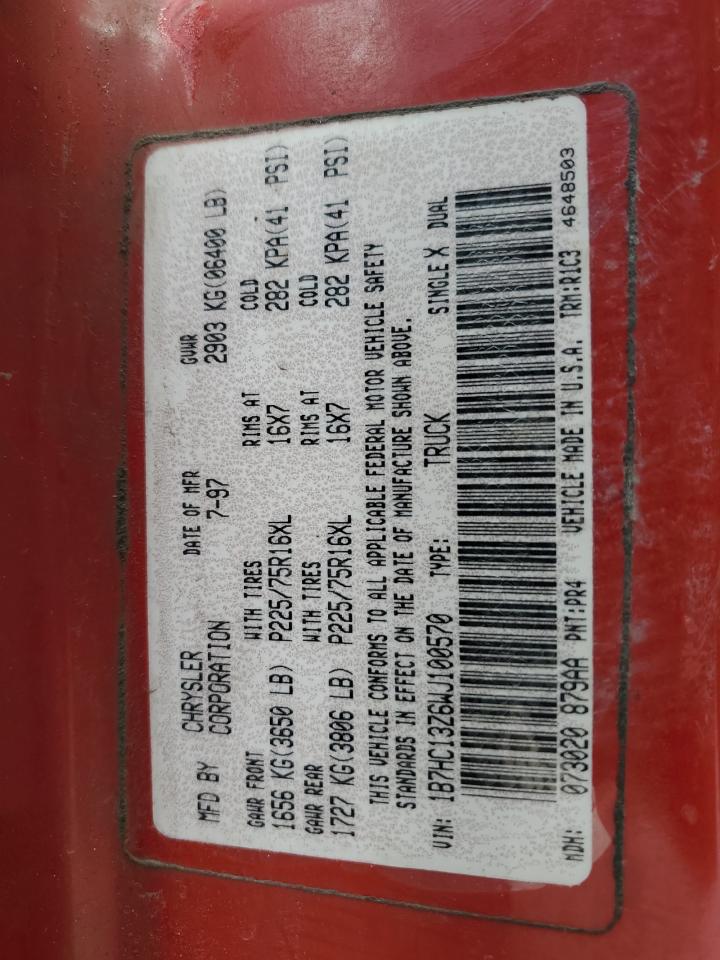 MFD BY CHRYSLER CORPORATION DATE OF MFR 7-97 GVWR 2903 KG(06400 LB)
GAWR FRONT WITH TIRES RIMS AT COLD
1656 KG(3650 LB) P225/75R16XL 16X7 282 KPA(41 PSI)
GAWR REAR WITH TIRES RIMS AT COLD
1727 KG(3806 LB) P225/75R16XL 16X7 282 KPA(41 PSI)
THIS VEHICLE CONFORMS TO ALL APPLICABLE FEDERAL MOTOR VEHICLE SAFETY
STANDARDS IN EFFECT ON THE DATE OF MANUFACTURE SHOWN ABOVE.
VIN: 1B7HC13Z6WJ100570 TYPE: TRUCK SINGLE X DUAL
MDH: 073020 879AA PNT:PR4 VEHICLE MADE IN U.S.A. TRM:R1C3 4648503